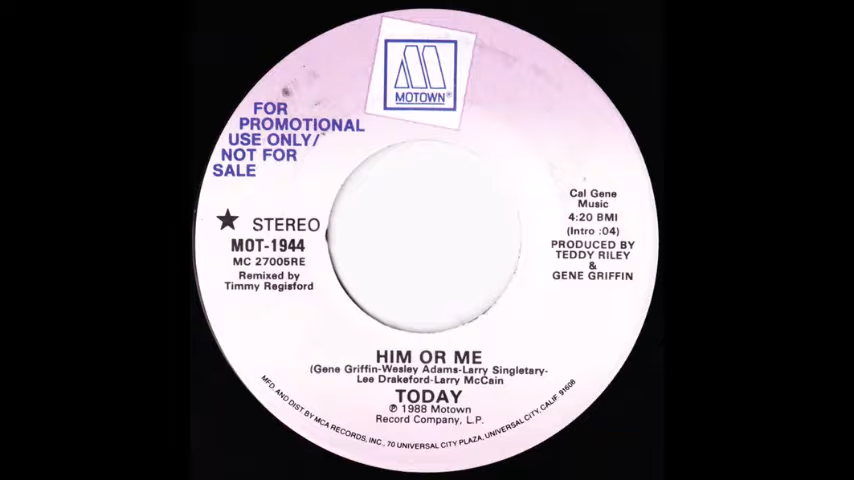 MOTOWN®
FOR
PROMOTIONAL
USE ONLY/
NOT FOR
SALE
★ STEREO
MOT-1944
MC 27005RE
Remixed by
Timmy Regisford
Cal Gene
Music
4:20 BMI
(Intro :04)
PRODUCED BY
TEDDY RILEY
&
GENE GRIFFIN
HIM OR ME
(Gene Griffin-Wesley Adams-Larry Singletary-
Lee Drakeford-Larry McCain
TODAY
℗ 1988 Motown
Record Company, L.P.
MFD. AND DIST. BY MCA RECORDS, INC., 70 UNIVERSAL CITY PLAZA, UNIVERSAL CITY, CALIF. 91608